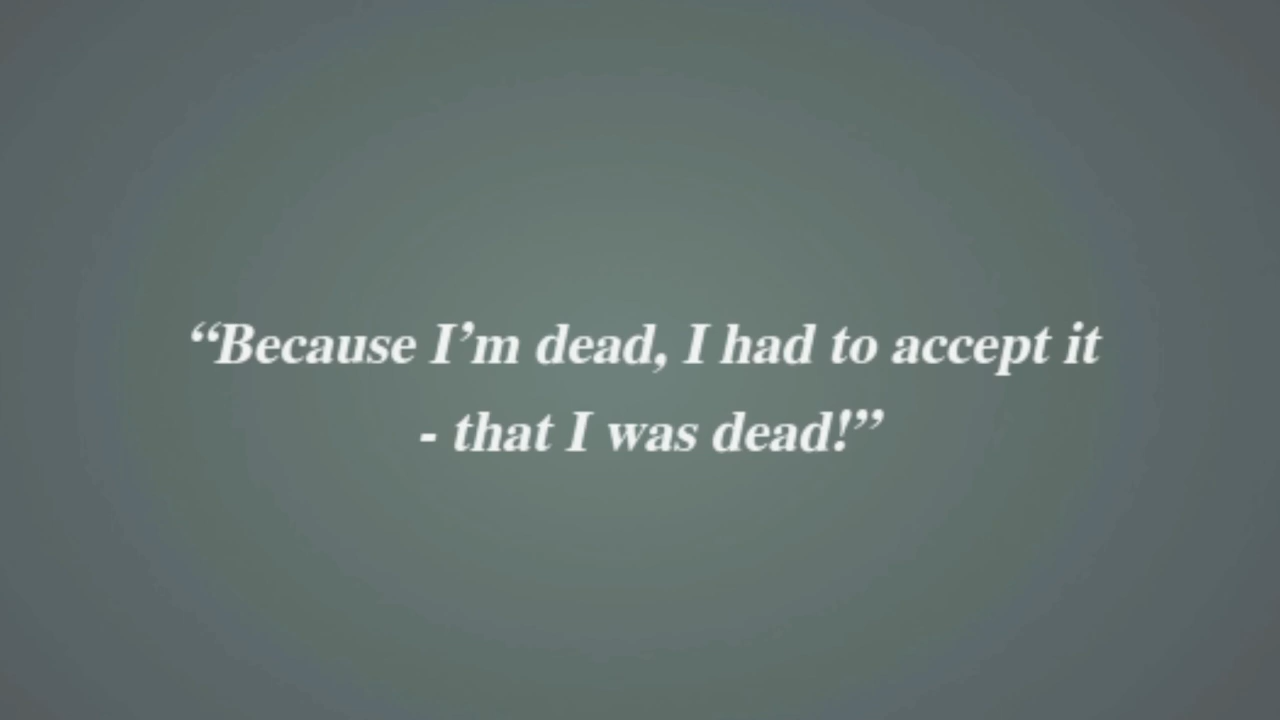 “Because I’m dead, I had to accept it
- that I was dead!”